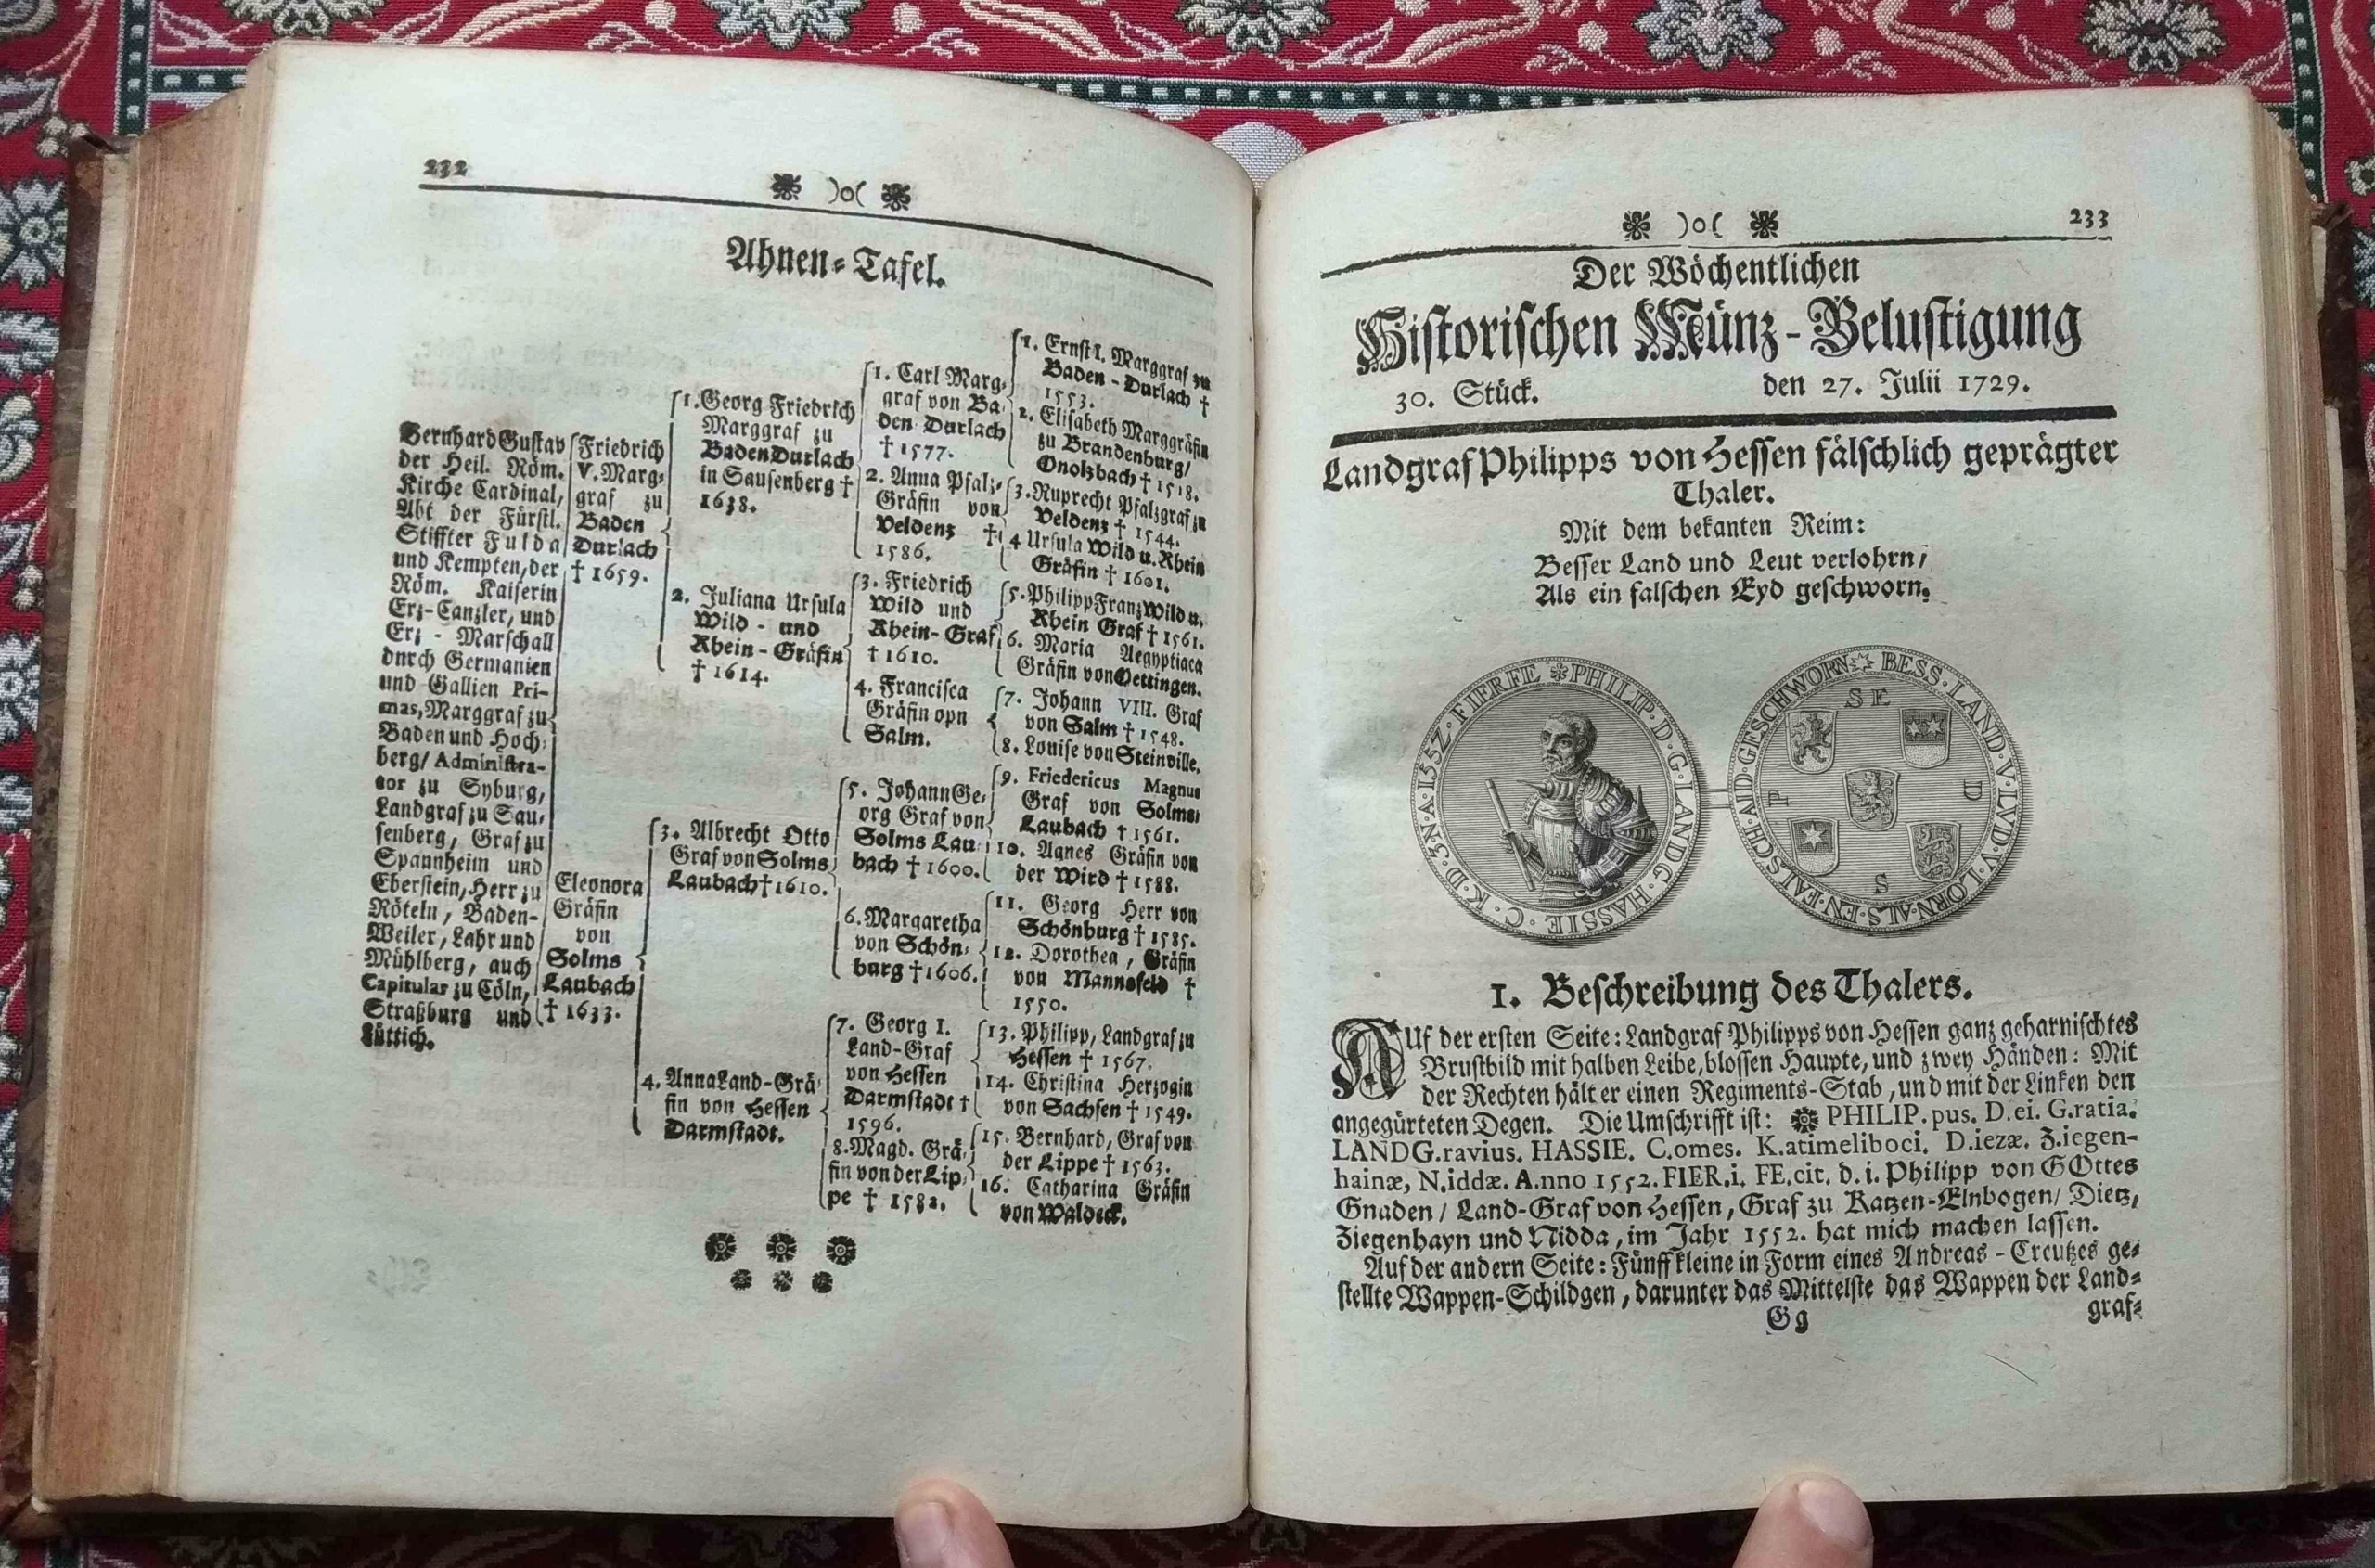 232
)o(
Ahnen-Tafel.
Bernhard Gustav
der Heil. Röm.
Kirche Cardinal,
Abt der Fürstl.
Stiffter Fulda
und Kempten, der
Röm. Kaiserin
Erz-Canzler, und
Erz - Marschall
durch Germanien
und Gallien Pri-
mas, Marggraf zu
Baden und Hoch-
berg/ Administra-
tor zu Syburg,
Landgraf zu Sau-
senberg, Graf zu
Spannheim und
Eberstein, Herr zu
Röteln, Baden-
Weiler, Lahr und
Mühlberg, auch
Capitular zu Cöln,
Straßburg und
Lüttich.
Friedrich
V. Marg-
graf zu
Baden
Durlach
† 1659.
Eleonora
Gräfin
von
Solms
Laubach
† 1633.
1. Georg Friedrich
Marggraf zu
Baden Durlach
in Sausenberg †
1638.
2. Juliana Ursula
Wild - und
Rhein - Gräfin
† 1614.
3. Albrecht Otto
Graf von Solms
Laubach † 1610.
4. Anna Land-Grä-
fin von Hessen
Darmstadt.
1. Carl Marg-
graf von Ba-
den Durlach
† 1577.
2. Anna Pfalz-
Gräfin von
Veldenz †
1586.
3. Friedrich
Wild und
Rhein-Graf
† 1610.
4. Francisca
Gräfin opn
Salm.
5. Johann Ge-
org Graf von
Solms Lau-
bach † 1600.
6. Margaretha
von Schön-
burg † 1606.
7. Georg I.
Land-Graf
von Hessen
Darmstadt †
1596.
8. Magd. Grä-
fin von der Lip-
pe † 1582.
1. Ernst I. Marggraf zu
Baden - Durlach †
1553.
2. Elisabeth Marggräfin
zu Brandenburg/
Onolzbach † 1518.
3. Ruprecht Pfalzgraf zu
Veldenz † 1544.
4 Ursula Wild u. Rhein
Gräfin † 1601.
5. Philipp Franz Wild u.
Rhein Graf † 1561.
6. Maria Aegyptiaca
Gräfin von Oettingen.
7. Johann VIII. Graf
von Salm † 1548.
8. Louise von Steinville.
9. Friedericus Magnus
Graf von Solms-
Laubach † 1561.
10. Agnes Gräfin von
der Wird † 1588.
11. Georg Herr von
Schönburg † 1585.
12. Dorothea, Gräfin
von Mannsfeld †
1550.
13. Philipp, Landgraf zu
Hessen † 1567.
14. Christina Herzogin
von Sachsen † 1549.
15. Bernhard, Graf von
der Lippe † 1563.
16. Catharina Gräfin
von Waldeck.
)o( 233
Der Wöchentlichen
Historischen Münz-Belustigung
30. Stück. den 27. Julii 1729.
Landgraf Philipps von Hessen fälschlich geprägter
Thaler.
Mit dem bekanten Reim:
Besser Land und Leut verlohrn/
Als ein falschen Eyd geschworn.
PHILIP · D · G · LANDG · HASSIE · C · K · D · Z · N · A · 1552 · FIERFE
BESS · LAND · V · LVD · V · LORN · ALS · EN · FALSCH · AID · GESCHWORN
SE
P
D
S
1. Beschreibung des Thalers.
AUf der ersten Seite: Landgraf Philipps von Hessen ganz geharnischtes
Brustbild mit halben Leibe, blossen Haupte, und zwey Händen: Mit
der Rechten hält er einen Regiments-Stab, und mit der Linken den
angegürteten Degen. Die Umschrifft ist: PHILIP. pus. D.ei. G.ratia.
LANDG.ravius. HASSIE. C.omes. K.atimeliboci. D.iezæ. Z.iegen-
hainæ, N.iddæ. A.nno 1552. FIER.i. FE.cit. d. i. Philipp von GOttes
Gnaden / Land-Graf von Hessen, Graf zu Katzen-Elnbogen/ Dietz,
Ziegenhayn und Nidda, im Jahr 1552. hat mich machen lassen.
Auf der andern Seite: Fünff kleine in Form eines Andreas - Creutzes ge-
stellte Wappen-Schildgen, darunter das Mittelste das Wappen der Land-
Gg graf-